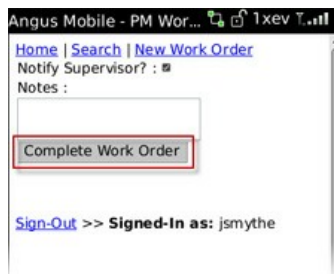 Angus Mobile - PM Wor... 1xev
Home | Search | New Work Order
Notify Supervisor? :
Notes :
Complete Work Order
Sign-Out >> Signed-In as: jsmythe